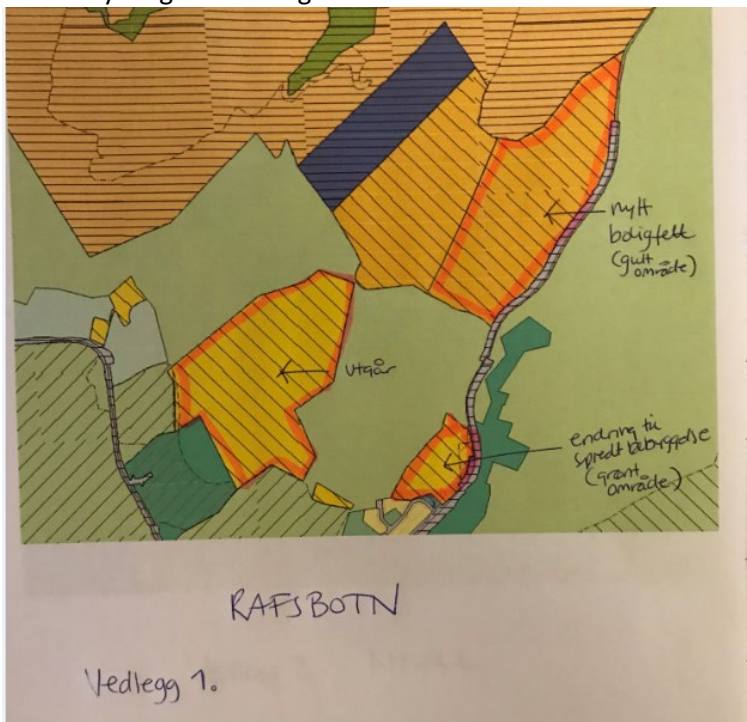 nytt
boligfelt
(gult
område)
utgår
endring til
spredt bebyggelse
(grønt
område)
RAFSBOTN
Vedlegg 1.